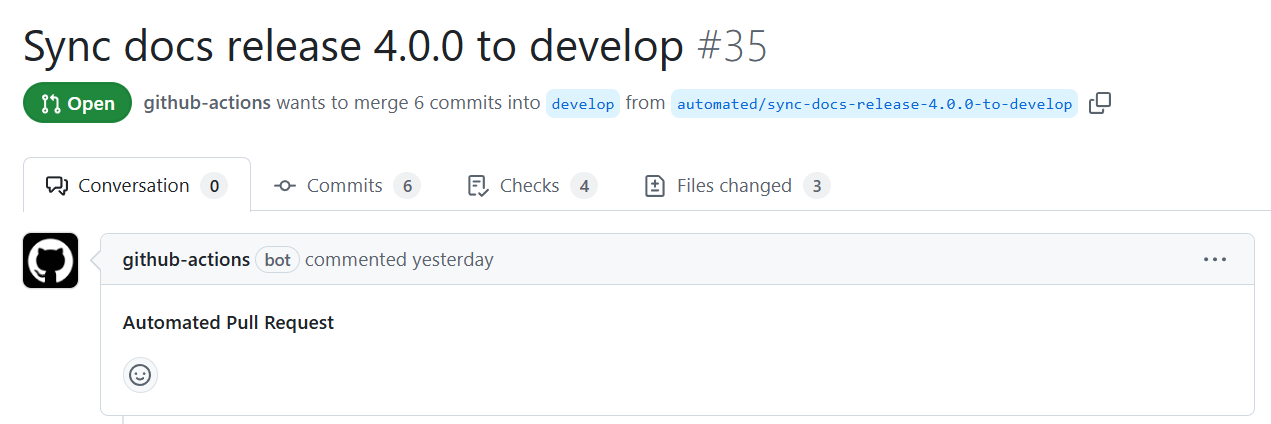 Sync docs release 4.0.0 to develop #35
Open github-actions wants to merge 6 commits into develop from automated/sync-docs-release-4.0.0-to-develop
Conversation 0 Commits 6 Checks 4 Files changed 3
github-actions bot commented yesterday
Automated Pull Request